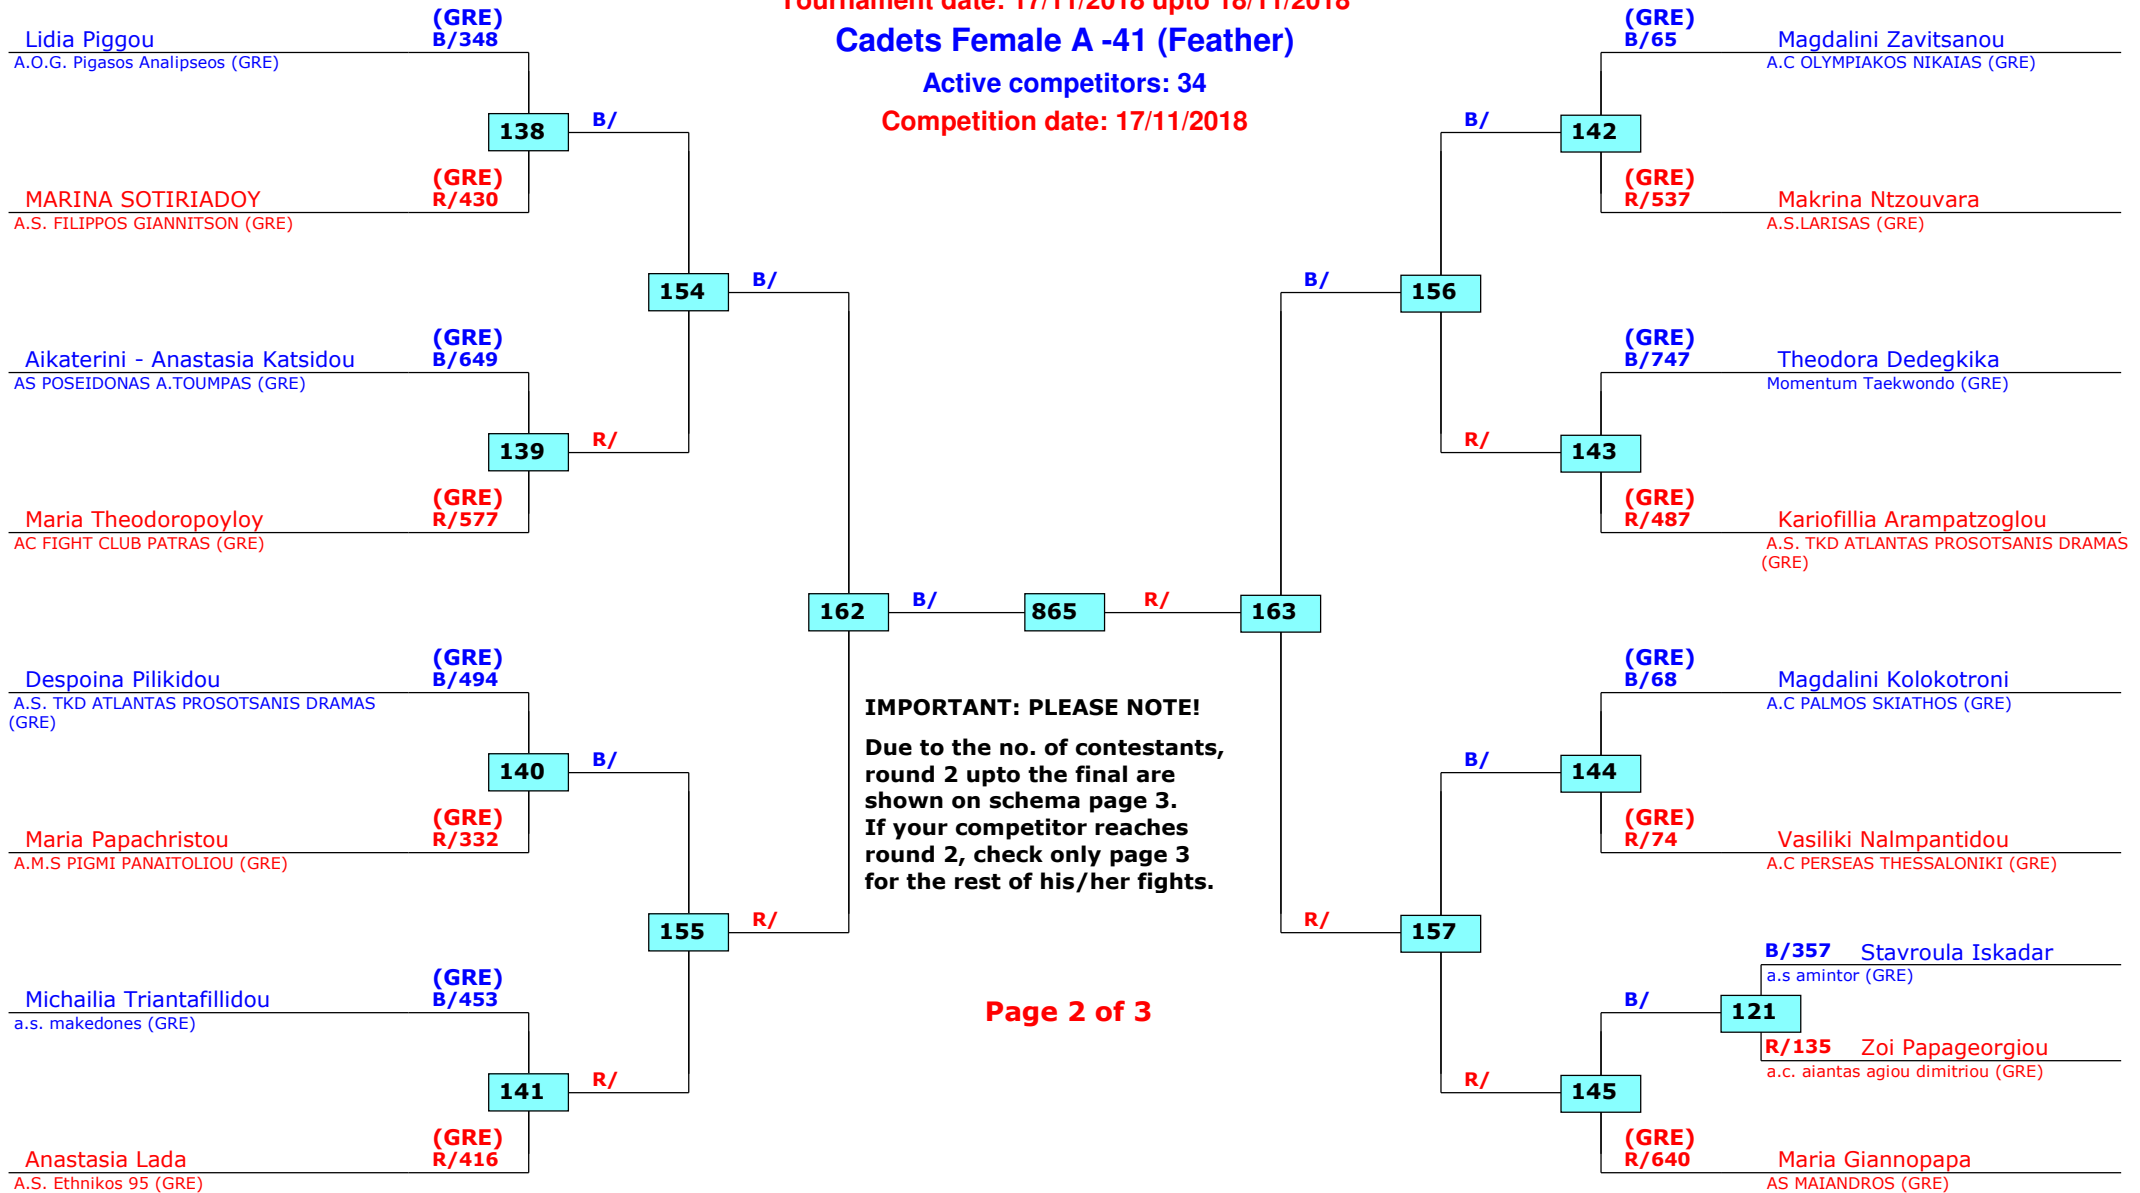 Tournament date: 17/11/2018 upto 18/11/2018
Cadets Female A -41 (Feather)
Active competitors: 34
Competition date: 17/11/2018
(GRE)
Lidia Piggou B/348
A.O.G. Pigasos Analipseos (GRE)
138 B/
(GRE)
MARINA SOTIRIADOY R/430
A.S. FILIPPOS GIANNITSON (GRE)
154 B/
(GRE)
Aikaterini - Anastasia Katsidou B/649
AS POSEIDONAS A.TOUMPAS (GRE)
139 R/
(GRE)
Maria Theodoropoyloy R/577
AC FIGHT CLUB PATRAS (GRE)
162 B/ 865 R/ 163
(GRE)
Despoina Pilikidou B/494
A.S. TKD ATLANTAS PROSOTSANIS DRAMAS
(GRE)
140 B/
(GRE)
Maria Papachristou R/332
A.M.S PIGMI PANAITOLIOU (GRE)
155 R/
(GRE)
Michailia Triantafillidou B/453
a.s. makedones (GRE)
141 R/
(GRE)
Anastasia Lada R/416
A.S. Ethnikos 95 (GRE)
IMPORTANT: PLEASE NOTE!
Due to the no. of contestants,
round 2 upto the final are
shown on schema page 3.
If your competitor reaches
round 2, check only page 3
for the rest of his/her fights.
Page 2 of 3
(GRE)
B/65 Magdalini Zavitsanou
A.C OLYMPIAKOS NIKAIAS (GRE)
B/ 142
(GRE)
R/537 Makrina Ntzouvara
A.S.LARISAS (GRE)
B/ 156
(GRE)
B/747 Theodora Dedegkika
Momentum Taekwondo (GRE)
R/ 143
(GRE)
R/487 Kariofillia Arampatzoglou
A.S. TKD ATLANTAS PROSOTSANIS DRAMAS
(GRE)
(GRE)
B/68 Magdalini Kolokotroni
A.C PALMOS SKIATHOS (GRE)
B/ 144
(GRE)
R/74 Vasiliki Nalmpantidou
A.C PERSEAS THESSALONIKI (GRE)
R/ 157
B/357 Stavroula Iskadar
a.s amintor (GRE)
B/ 121
R/135 Zoi Papageorgiou
a.c. aiantas agiou dimitriou (GRE)
R/ 145
(GRE)
R/640 Maria Giannopapa
AS MAIANDROS (GRE)